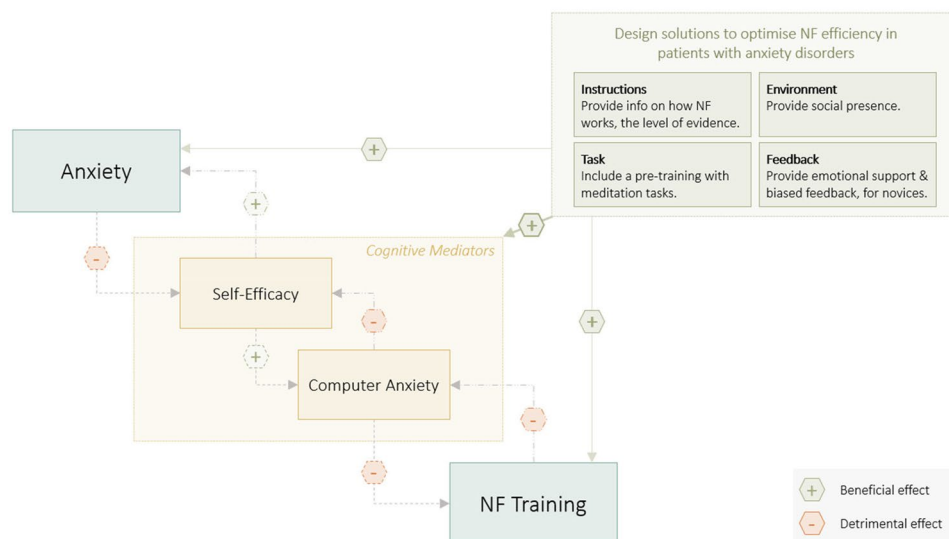 Design solutions to optimise NF efficiency in
patients with anxiety disorders
Instructions
Provide info on how NF
works, the level of evidence.
Environment
Provide social presence.
Task
Include a pre-training with
meditation tasks.
Feedback
Provide emotional support &
biased feedback, for novices.
Anxiety
+
+
+
-
Cognitive Mediators
Self-Efficacy
+
-
+
Computer Anxiety
-
-
NF Training
+ Beneficial effect
- Detrimental effect